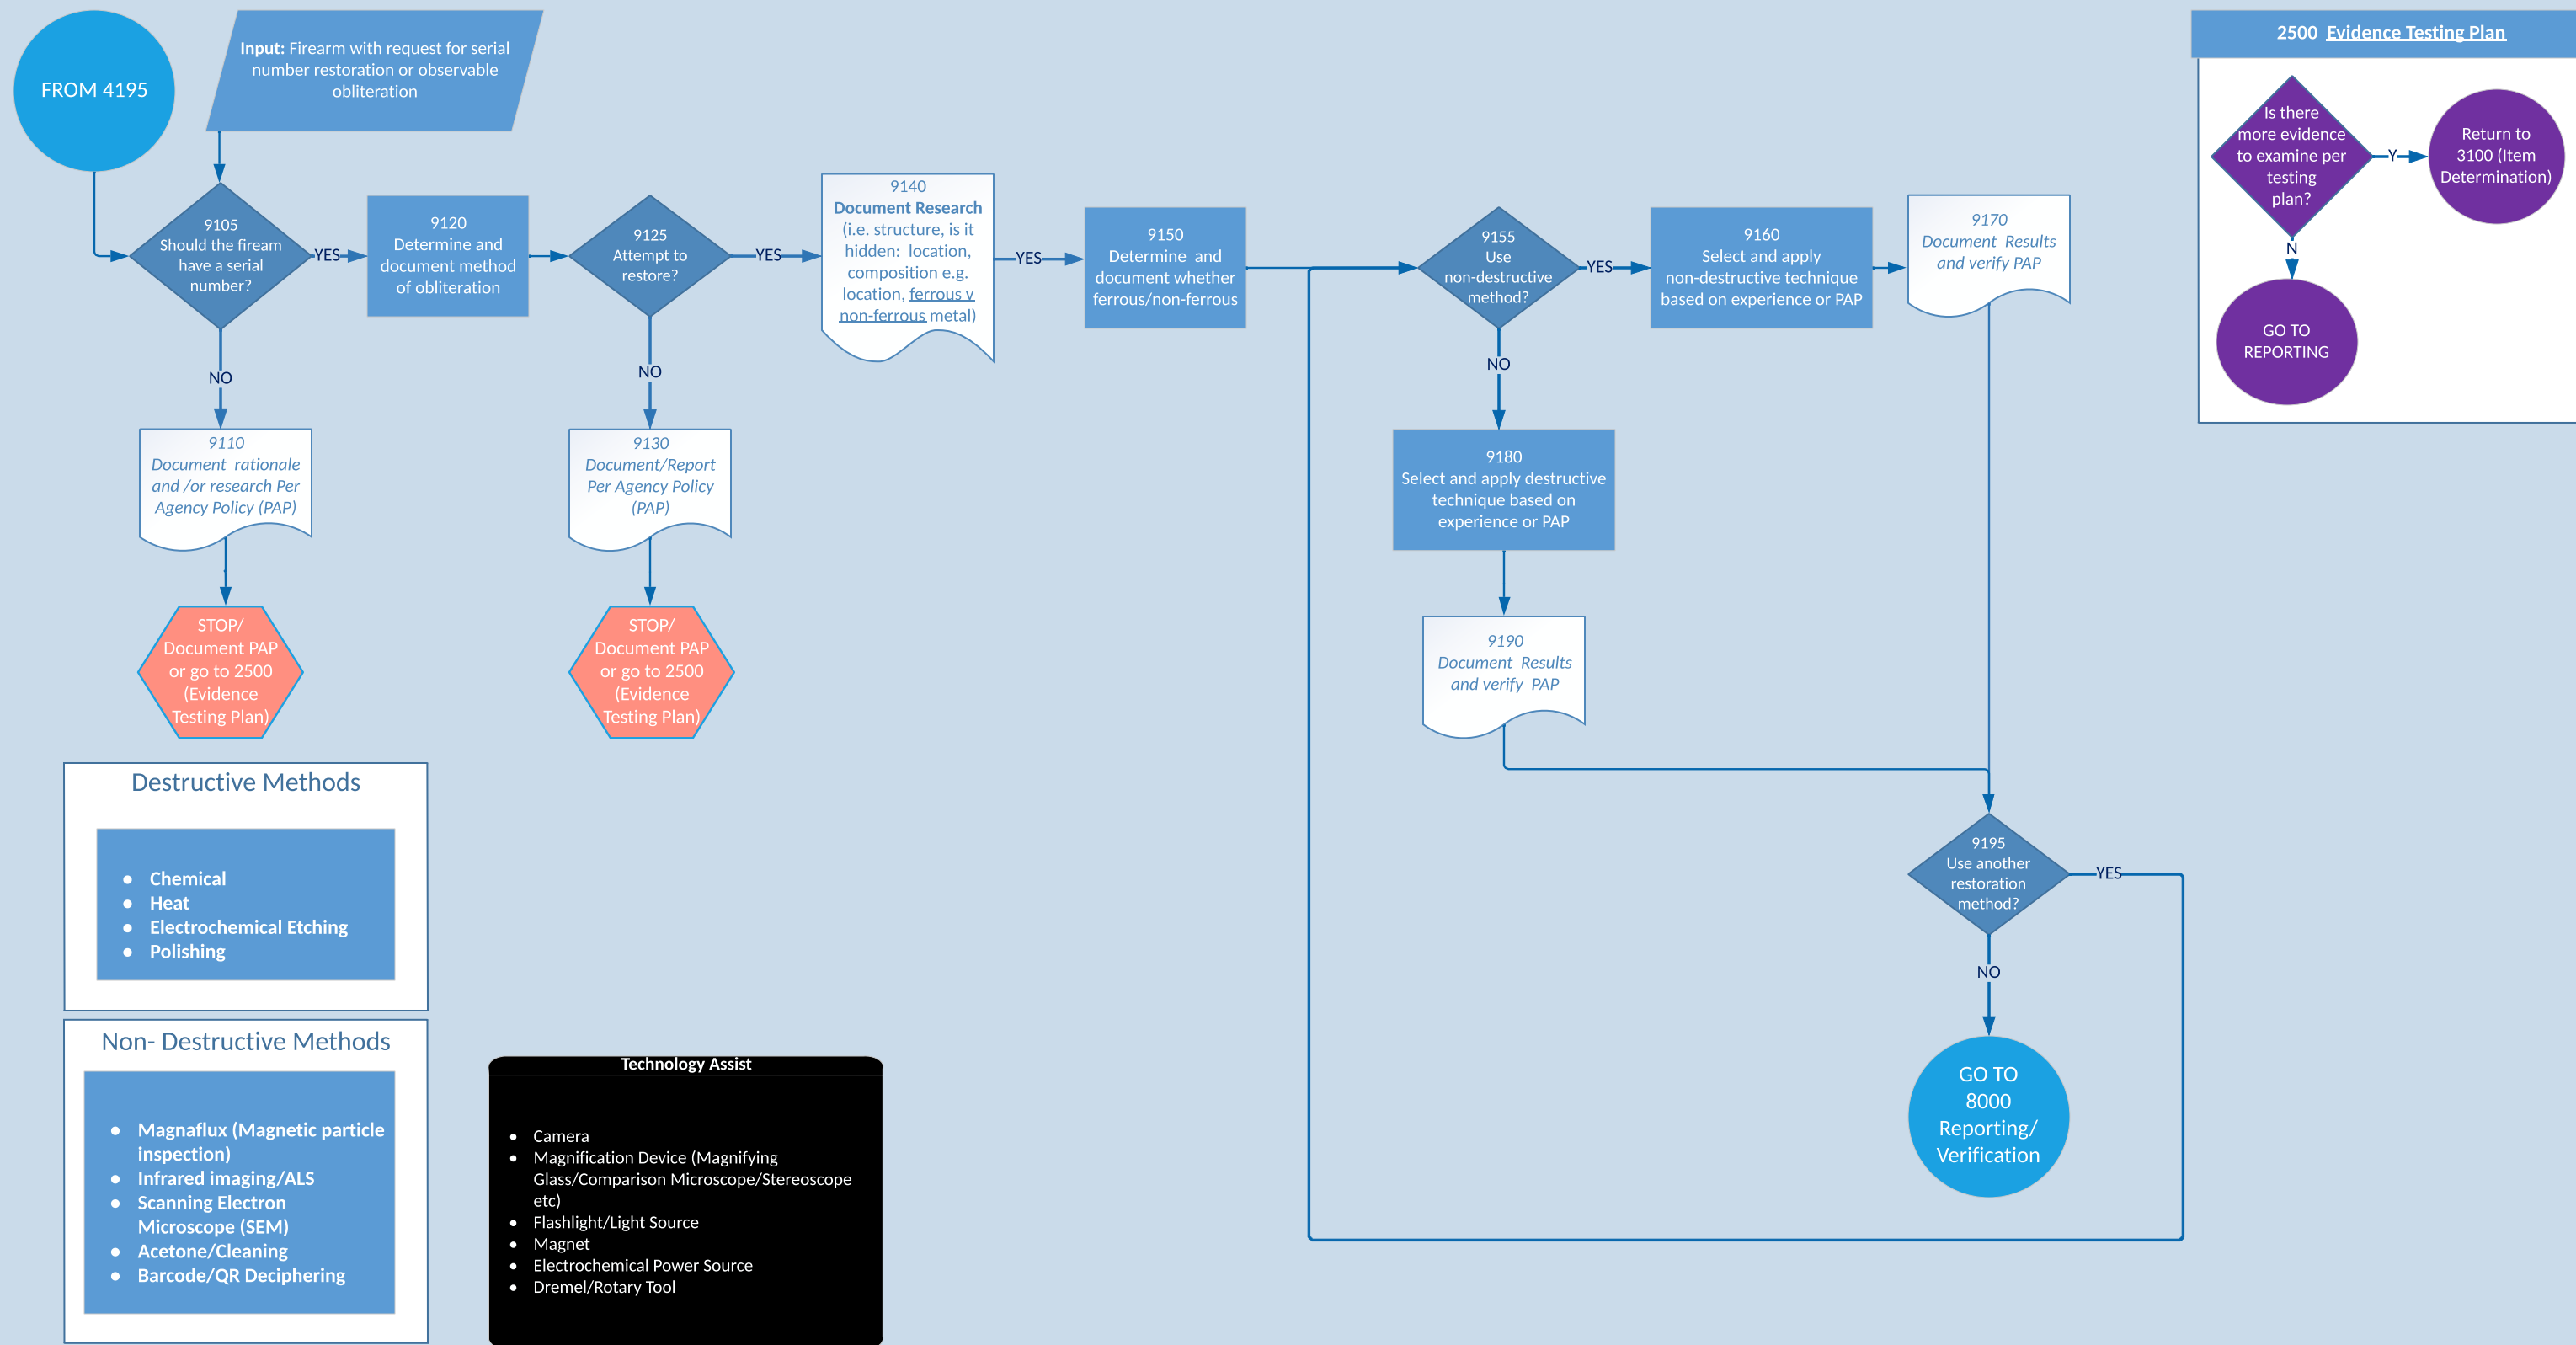 FROM 4195
Input: Firearm with request for serial
number restoration or observable
obliteration
9105
Should the fiream
have a serial
number?
YES
NO
9110
Document rationale
and /or research Per
Agency Policy (PAP)
STOP/
Document PAP
or go to 2500
(Evidence
Testing Plan)
9120
Determine and
document method
of obliteration
9125
Attempt to
restore?
YES
NO
9130
Document/Report
Per Agency Policy
(PAP)
STOP/
Document PAP
or go to 2500
(Evidence
Testing Plan)
9140
Document Research
(i.e. structure, is it
hidden: location,
composition e.g.
location, ferrous v
non-ferrous metal)
YES
9150
Determine and
document whether
ferrous/non-ferrous
9155
Use
non-destructive
method?
YES
NO
9160
Select and apply
non-destructive technique
based on experience or PAP
9170
Document Results
and verify PAP
9180
Select and apply destructive
technique based on
experience or PAP
9190
Document Results
and verify PAP
9195
Use another
restoration
method?
YES
NO
GO TO
8000
Reporting/
Verification
2500 Evidence Testing Plan
Is there
more evidence
to examine per
testing
plan?
Y
Return to
3100 (Item
Determination)
N
GO TO
REPORTING
Destructive Methods
● Chemical
● Heat
● Electrochemical Etching
● Polishing
Non- Destructive Methods
● Magnaflux (Magnetic particle
inspection)
● Infrared imaging/ALS
● Scanning Electron
Microscope (SEM)
● Acetone/Cleaning
● Barcode/QR Deciphering
Technology Assist
● Camera
● Magnification Device (Magnifying
Glass/Comparison Microscope/Stereoscope
etc)
● Flashlight/Light Source
● Magnet
● Electrochemical Power Source
● Dremel/Rotary Tool